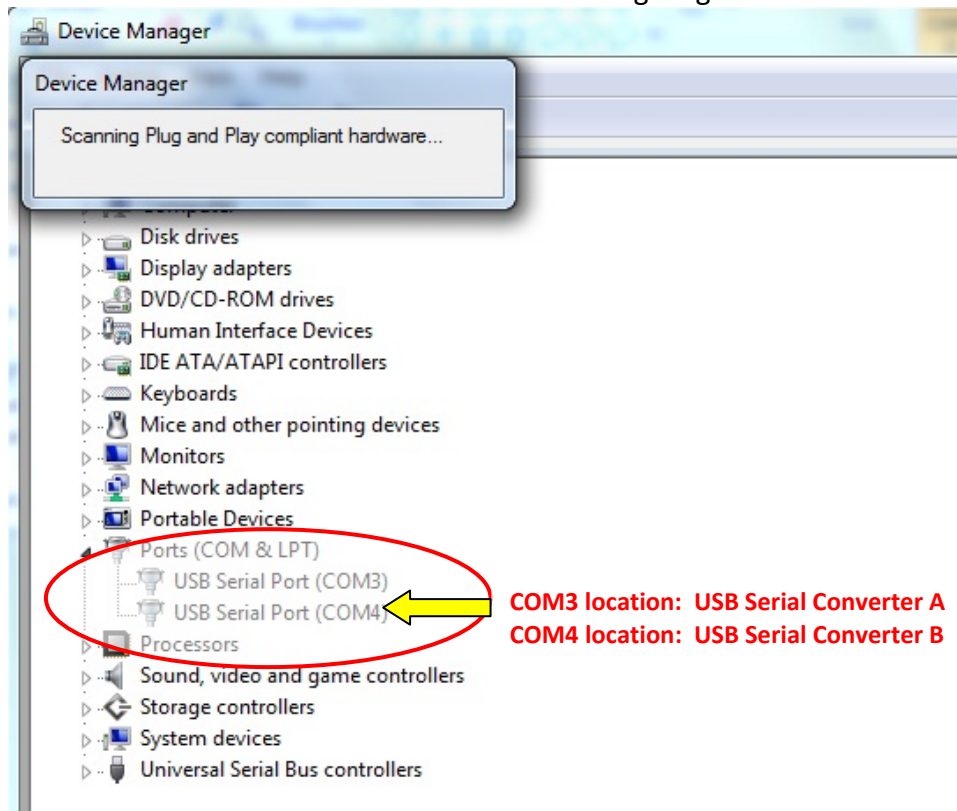 Device Manager
Device Manager
Scanning Plug and Play compliant hardware...
Disk drives
Display adapters
DVD/CD-ROM drives
Human Interface Devices
IDE ATA/ATAPI controllers
Keyboards
Mice and other pointing devices
Monitors
Network adapters
Portable Devices
Ports (COM & LPT)
USB Serial Port (COM3)
USB Serial Port (COM4)
COM3 location: USB Serial Converter A
COM4 location: USB Serial Converter B
Processors
Sound, video and game controllers
Storage controllers
System devices
Universal Serial Bus controllers